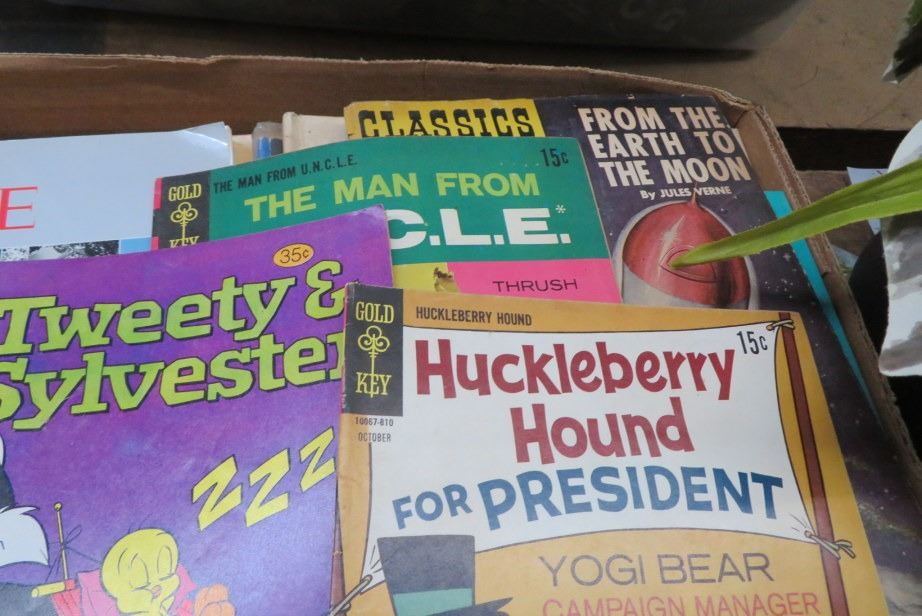 CLASSICS
FROM THE
EARTH TO
THE MOON
By JULES VERNE
GOLD
KEY
THE MAN FROM U.N.C.L.E.
15¢
THE MAN FROM
C.L.E.*
THRUSH
E
35¢
Tweety &
Sylvester
ZZZ
GOLD
KEY
10067-810
OCTOBER
HUCKLEBERRY HOUND
15¢
Huckleberry
Hound
FOR PRESIDENT
YOGI BEAR
CAMPAIGN MANAGER